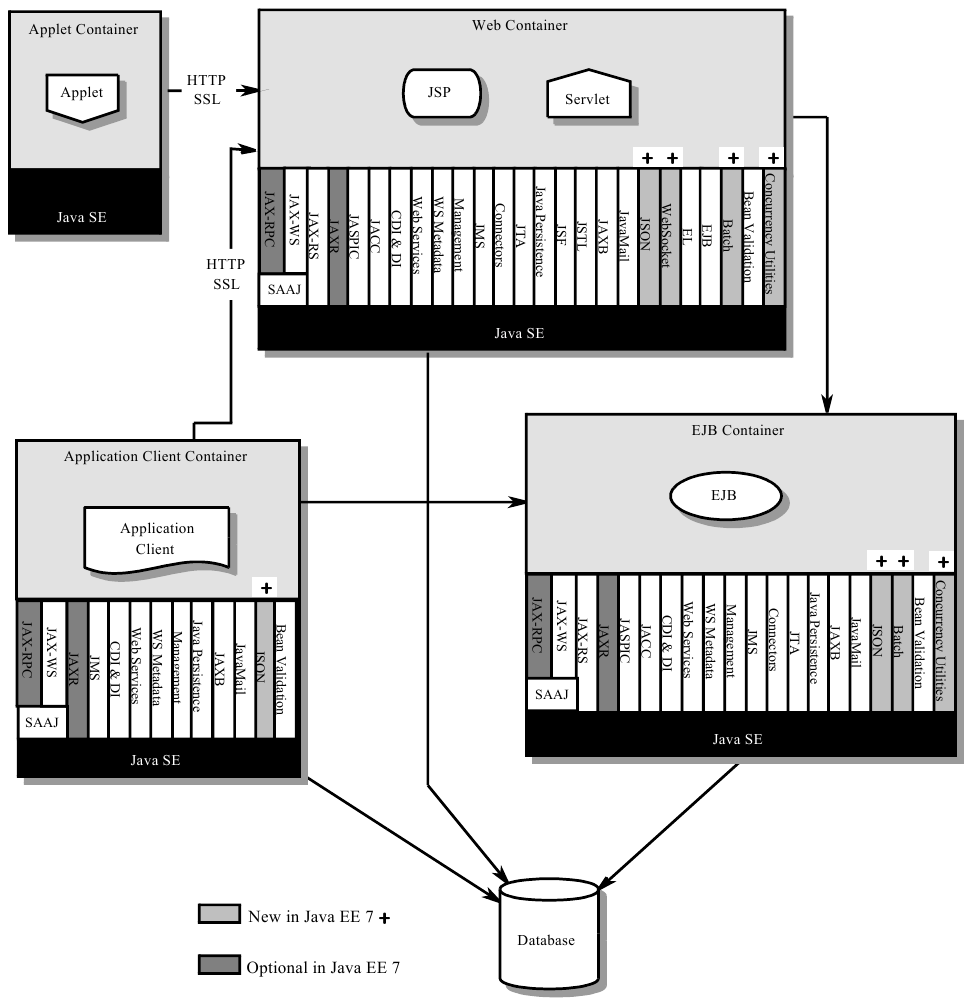 Applet Container
Applet
Java SE
HTTP
SSL
Web Container
JSP
Servlet
+
+
+
+
JAX-RPC
JAX-WS
SAAJ
JAX-RS
JAXR
JASPIC
JACC
CDI & DI
Web Services
WS Metadata
Management
JMS
Connectors
JTA
Java Persistence
JSF
JSTL
JAXB
JavaMail
JSON
WebSocket
EL
EJB
Batch
Bean Validation
Concurrency Utilities
Java SE
HTTP
SSL
Application Client Container
Application
Client
+
JAX-RPC
JAX-WS
SAAJ
JAXR
JMS
CDI & DI
Web Services
WS Metadata
Management
Java Persistence
JAXB
JavaMail
JSON
Bean Validation
Java SE
EJB Container
EJB
+
+
+
JAX-RPC
JAX-WS
SAAJ
JAX-RS
JAXR
JASPIC
JACC
CDI & DI
Web Services
WS Metadata
Management
JMS
Connectors
JTA
Java Persistence
JAXB
JavaMail
JSON
Batch
Bean Validation
Concurrency Utilities
Java SE
Database
New in Java EE 7 +
Optional in Java EE 7